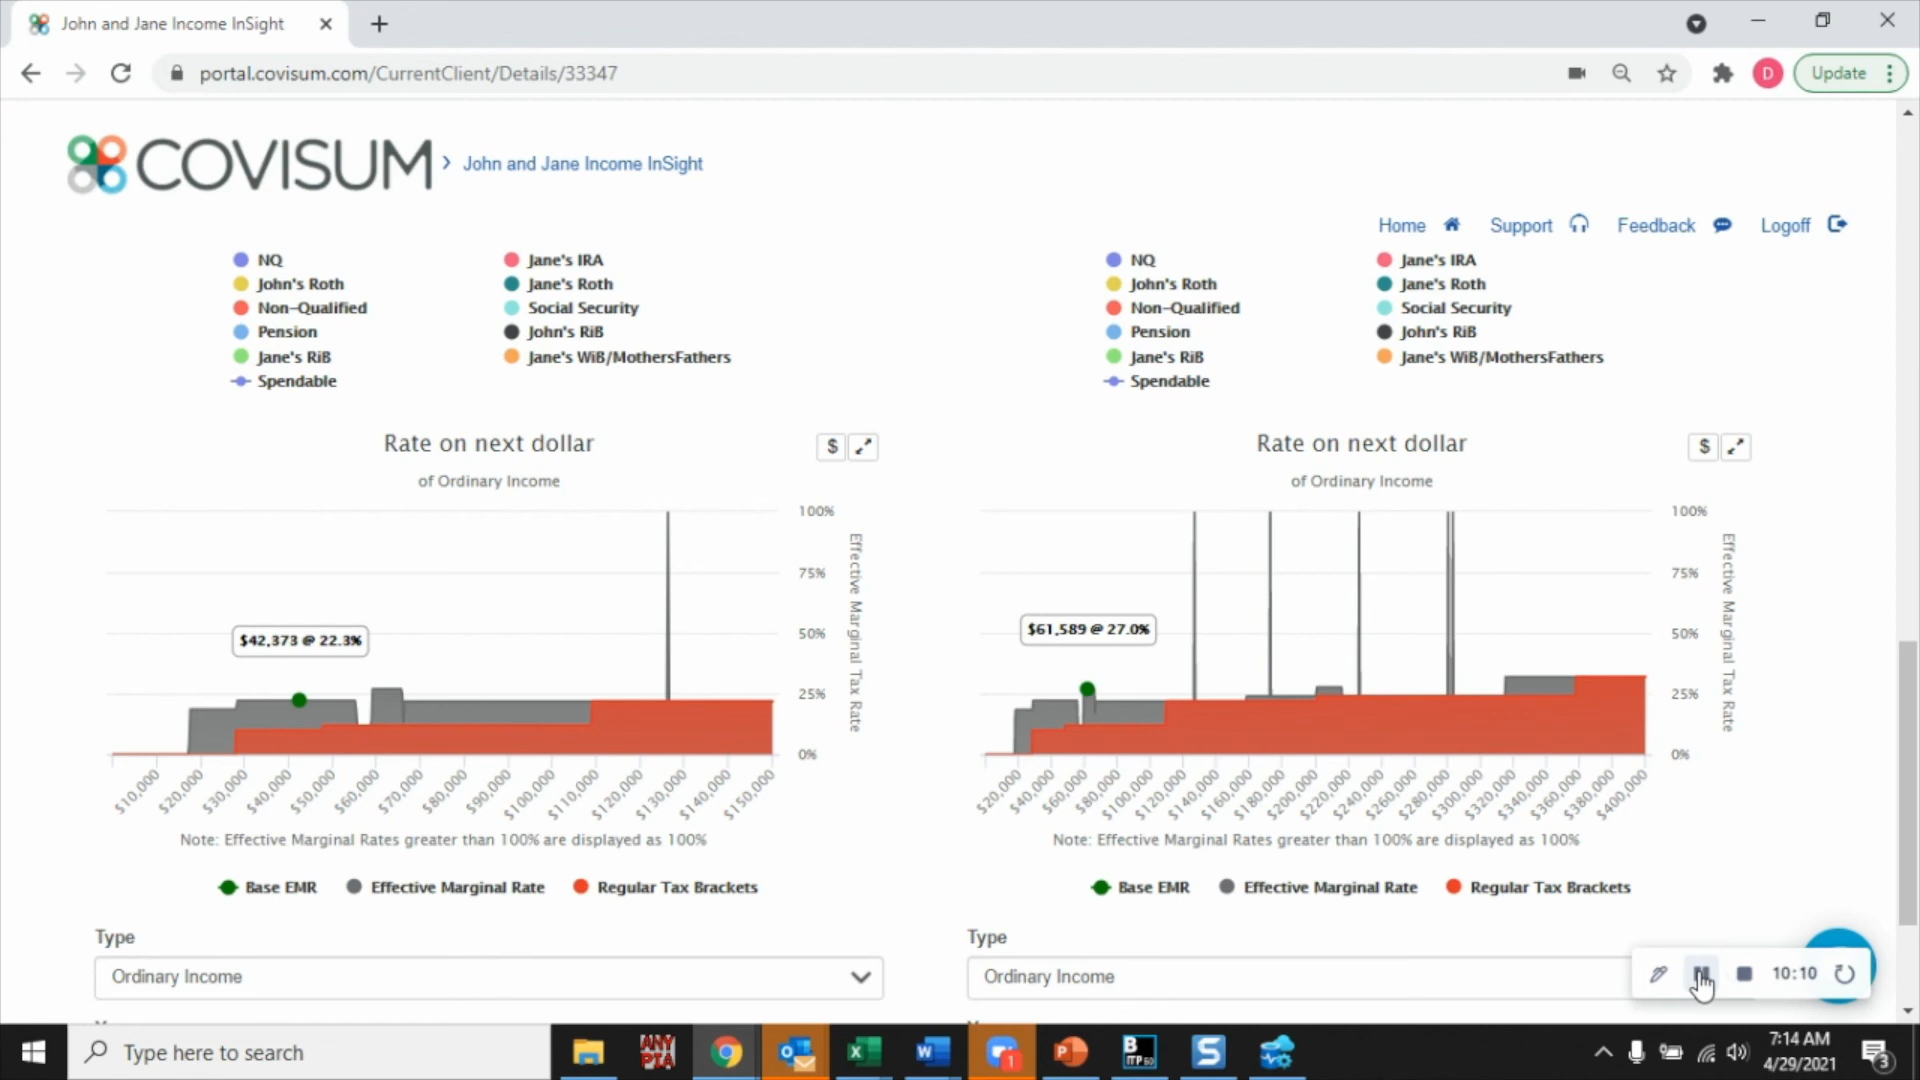 John and Jane Income InSight
portal.covisum.com/CurrentClient/Details/33347
D
Update
COVISUM
John and Jane Income InSight
Home
Support
Feedback
Logoff
NQ
Jane's IRA
John's Roth
Jane's Roth
Non-Qualified
Social Security
Pension
John's RiB
Jane's RiB
Jane's WiB/MothersFathers
Spendable
NQ
Jane's IRA
John's Roth
Jane's Roth
Non-Qualified
Social Security
Pension
John's RiB
Jane's RiB
Jane's WiB/MothersFathers
Spendable
Rate on next dollar
$
of Ordinary Income
100%
75%
50%
25%
0%
Effective Marginal Tax Rate
$42,373 @ 22.3%
$10,000
$20,000
$30,000
$40,000
$50,000
$60,000
$70,000
$80,000
$90,000
$100,000
$110,000
$120,000
$130,000
$140,000
$150,000
Note: Effective Marginal Rates greater than 100% are displayed as 100%
Base EMR
Effective Marginal Rate
Regular Tax Brackets
Type
Ordinary Income
Rate on next dollar
$
of Ordinary Income
100%
75%
50%
25%
0%
Effective Marginal Tax Rate
$61,589 @ 27.0%
$20,000
$40,000
$60,000
$80,000
$100,000
$120,000
$140,000
$160,000
$180,000
$200,000
$220,000
$240,000
$260,000
$280,000
$300,000
$320,000
$340,000
$360,000
$380,000
$400,000
Note: Effective Marginal Rates greater than 100% are displayed as 100%
Base EMR
Effective Marginal Rate
Regular Tax Brackets
Type
Ordinary Income
10:10
Type here to search
ANY
PTA
1
B
ITP 60
S
7:14 AM
4/29/2021
3